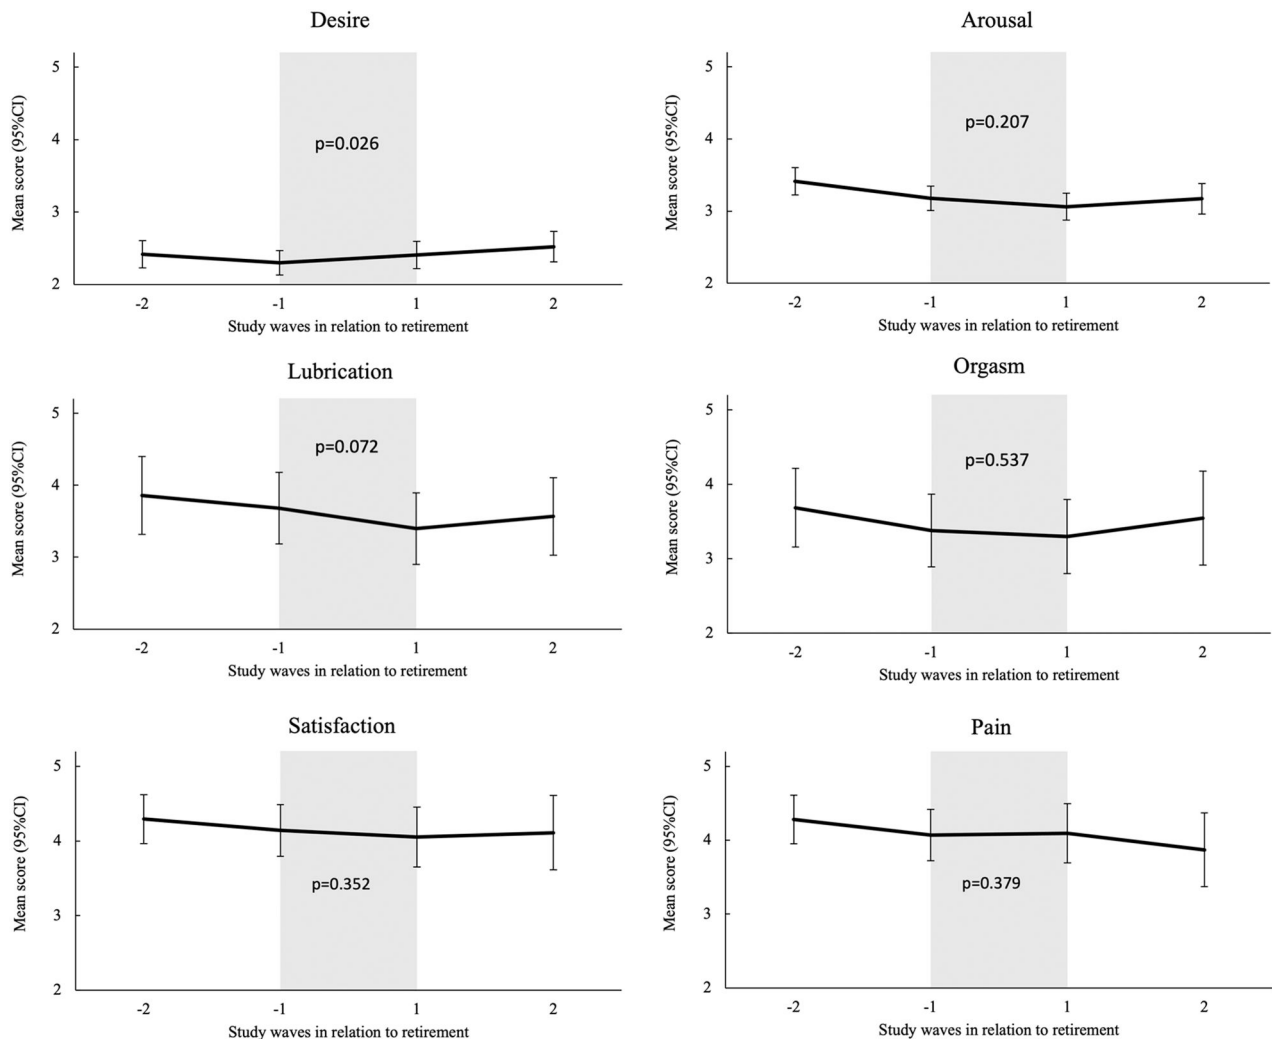 Desire
Mean score (95%CI)
5
4
3
2
p=0.026
-2 -1 1 2
Study waves in relation to retirement
Arousal
Mean score (95%CI)
5
4
3
2
p=0.207
-2 -1 1 2
Study waves in relation to retirement
Lubrication
Mean score (95%CI)
5
4
3
2
p=0.072
-2 -1 1 2
Study waves in relation to retirement
Orgasm
Mean score (95%CI)
5
4
3
2
p=0.537
-2 -1 1 2
Study waves in relation to retirement
Satisfaction
Mean score (95%CI)
5
4
3
2
p=0.352
-2 -1 1 2
Study waves in relation to retirement
Pain
Mean score (95%CI)
5
4
3
2
p=0.379
-2 -1 1 2
Study waves in relation to retirement